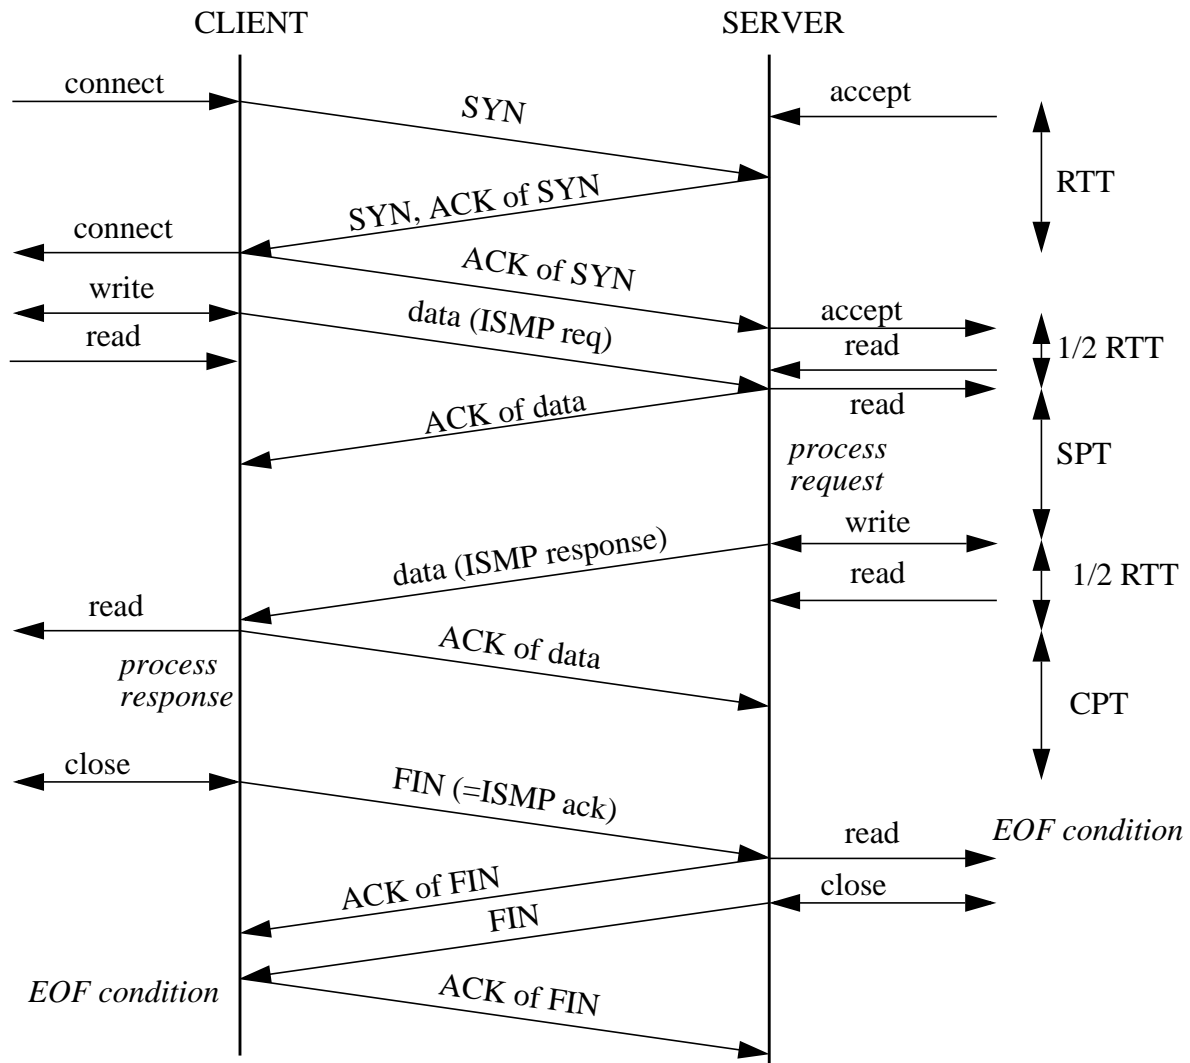 CLIENT
SERVER
connect
SYN
accept
RTT
SYN, ACK of SYN
connect
ACK of SYN
write
data (ISMP req)
accept
read
read
1/2 RTT
ACK of data
read
process
request
SPT
write
data (ISMP response)
read
1/2 RTT
read
ACK of data
process
response
CPT
close
FIN (=ISMP ack)
read
EOF condition
ACK of FIN
close
FIN
EOF condition
ACK of FIN